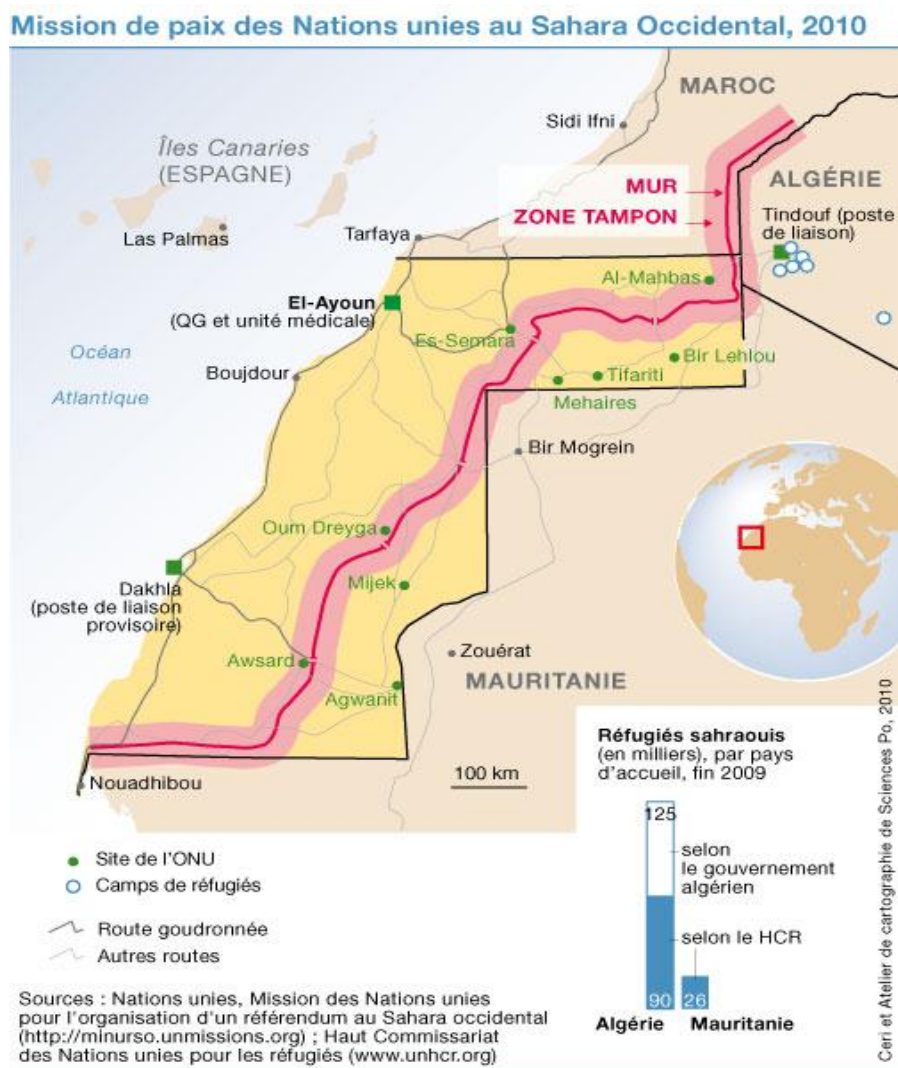 Mission de paix des Nations unies au Sahara Occidental, 2010
MAROC
Sidi Ifni
Îles Canaries
(ESPAGNE)
MUR
ZONE TAMPON
ALGÉRIE
Tindouf (poste
de liaison)
Las Palmas
Tarfaya
Al-Mahbas
El-Ayoun
(QG et unité médicale)
Es-Semara
Océan
Atlantique
Boujdour
Bir Lehlou
Tifariti
Mehaires
Bir Mogrein
Oum Dreyga
Dakhla
(poste de liaison
provisoire)
Mijek
Awsard
Zouérat
MAURITANIE
Agwanit
Nouadhibou
100 km
Réfugiés sahraouis
(en milliers), par pays
d'accueil, fin 2009
125
selon
le gouvernement
algérien
selon le HCR
90
26
Algérie
Mauritanie
Site de l'ONU
Camps de réfugiés
Route goudronnée
Autres routes
Sources : Nations unies, Mission des Nations unies
pour l'organisation d'un référendum au Sahara occidental
(http://minurso.unmissions.org) ; Haut Commissariat
des Nations unies pour les réfugiés (www.unhcr.org)
Ceri et Atelier de cartographie de Sciences Po, 2010